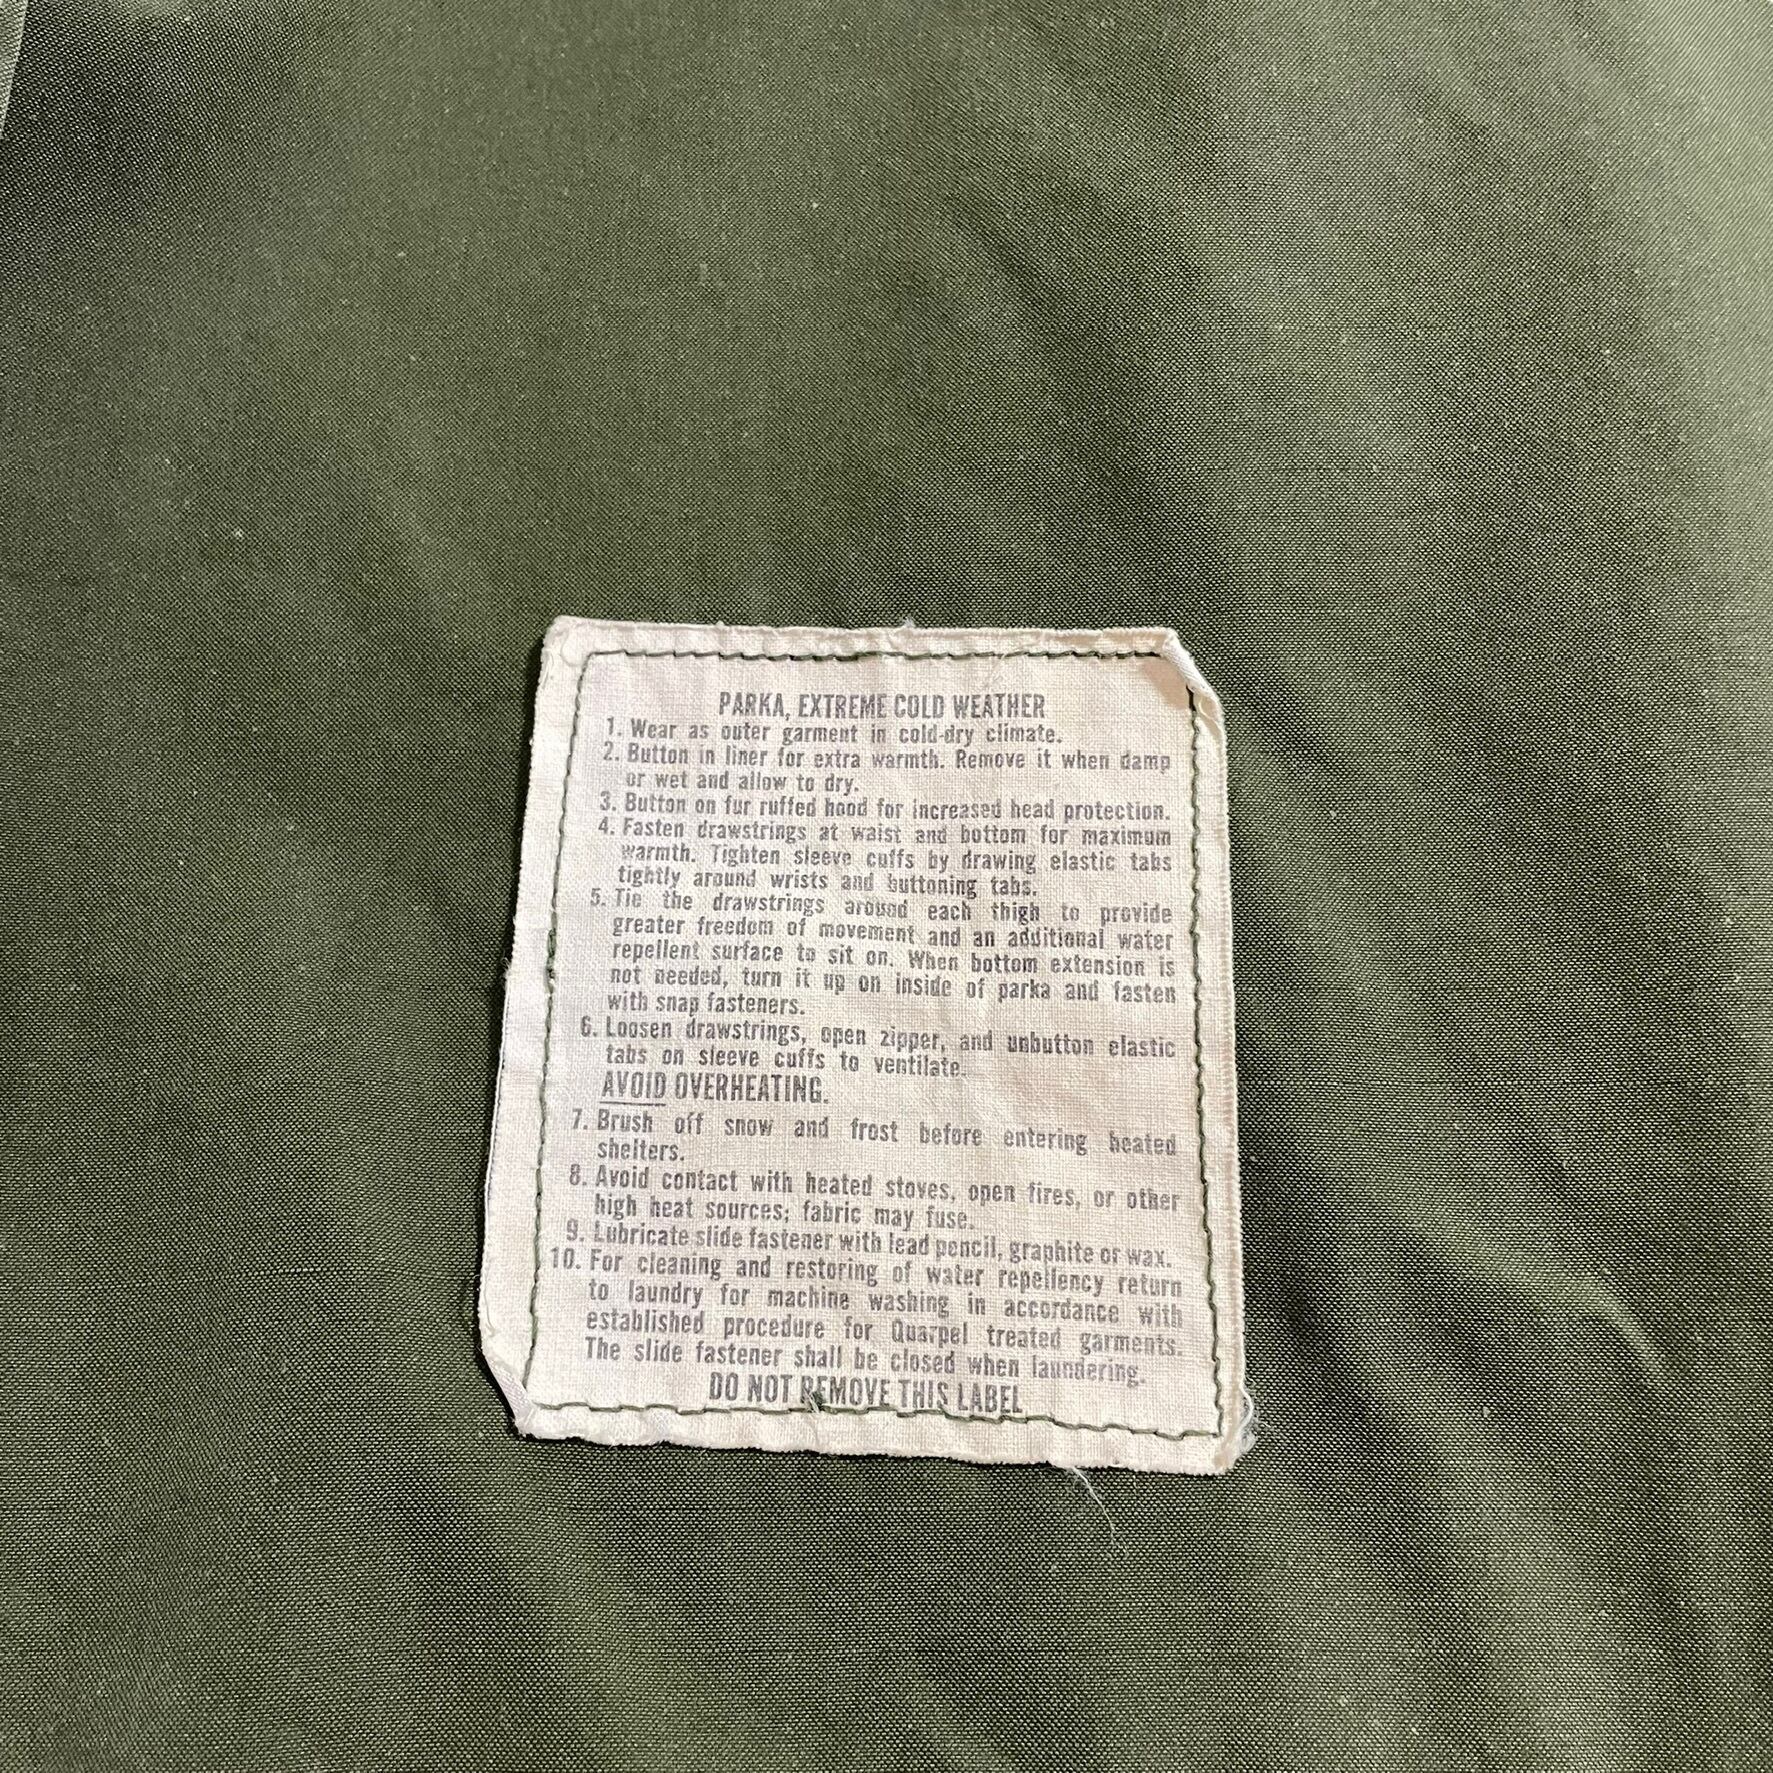 PARKA, EXTREME COLD WEATHER
1. Wear as outer garment in cold-dry climate.
2. Button in liner for extra warmth. Remove it when damp
or wet and allow to dry.
3. Button on fur ruffed hood for increased head protection.
4. Fasten drawstrings at waist and bottom for maximum
warmth. Tighten sleeve cuffs by drawing elastic tabs
tightly around wrists and buttoning tabs.
5. Tie the drawstrings around each thigh to provide
greater freedom of movement and an additional water
repellent surface to sit on. When bottom extension is
not needed, turn it up on inside of parka and fasten
with snap fasteners.
6. Loosen drawstrings, open zipper, and unbutton elastic
tabs on sleeve cuffs to ventilate.
AVOID OVERHEATING.
7. Brush off snow and frost before entering heated
shelters.
8. Avoid contact with heated stoves, open fires, or other
high heat sources; fabric may fuse.
9. Lubricate slide fastener with lead pencil, graphite or wax.
10. For cleaning and restoring of water repellency return
to laundry for machine washing in accordance with
established procedure for Quarpel treated garments.
The slide fastener shall be closed when laundering.
DO NOT REMOVE THIS LABEL